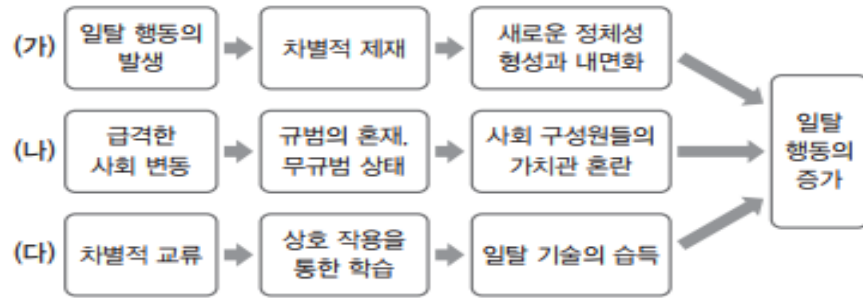 (가)
일탈 행동의
발생
차별적 제재
새로운 정체성
형성과 내면화
(나)
급격한
사회 변동
규범의 혼재,
무규범 상태
사회 구성원들의
가치관 혼란
(다)
차별적 교류
상호 작용을
통한 학습
일탈 기술의 습득
일탈
행동의
증가